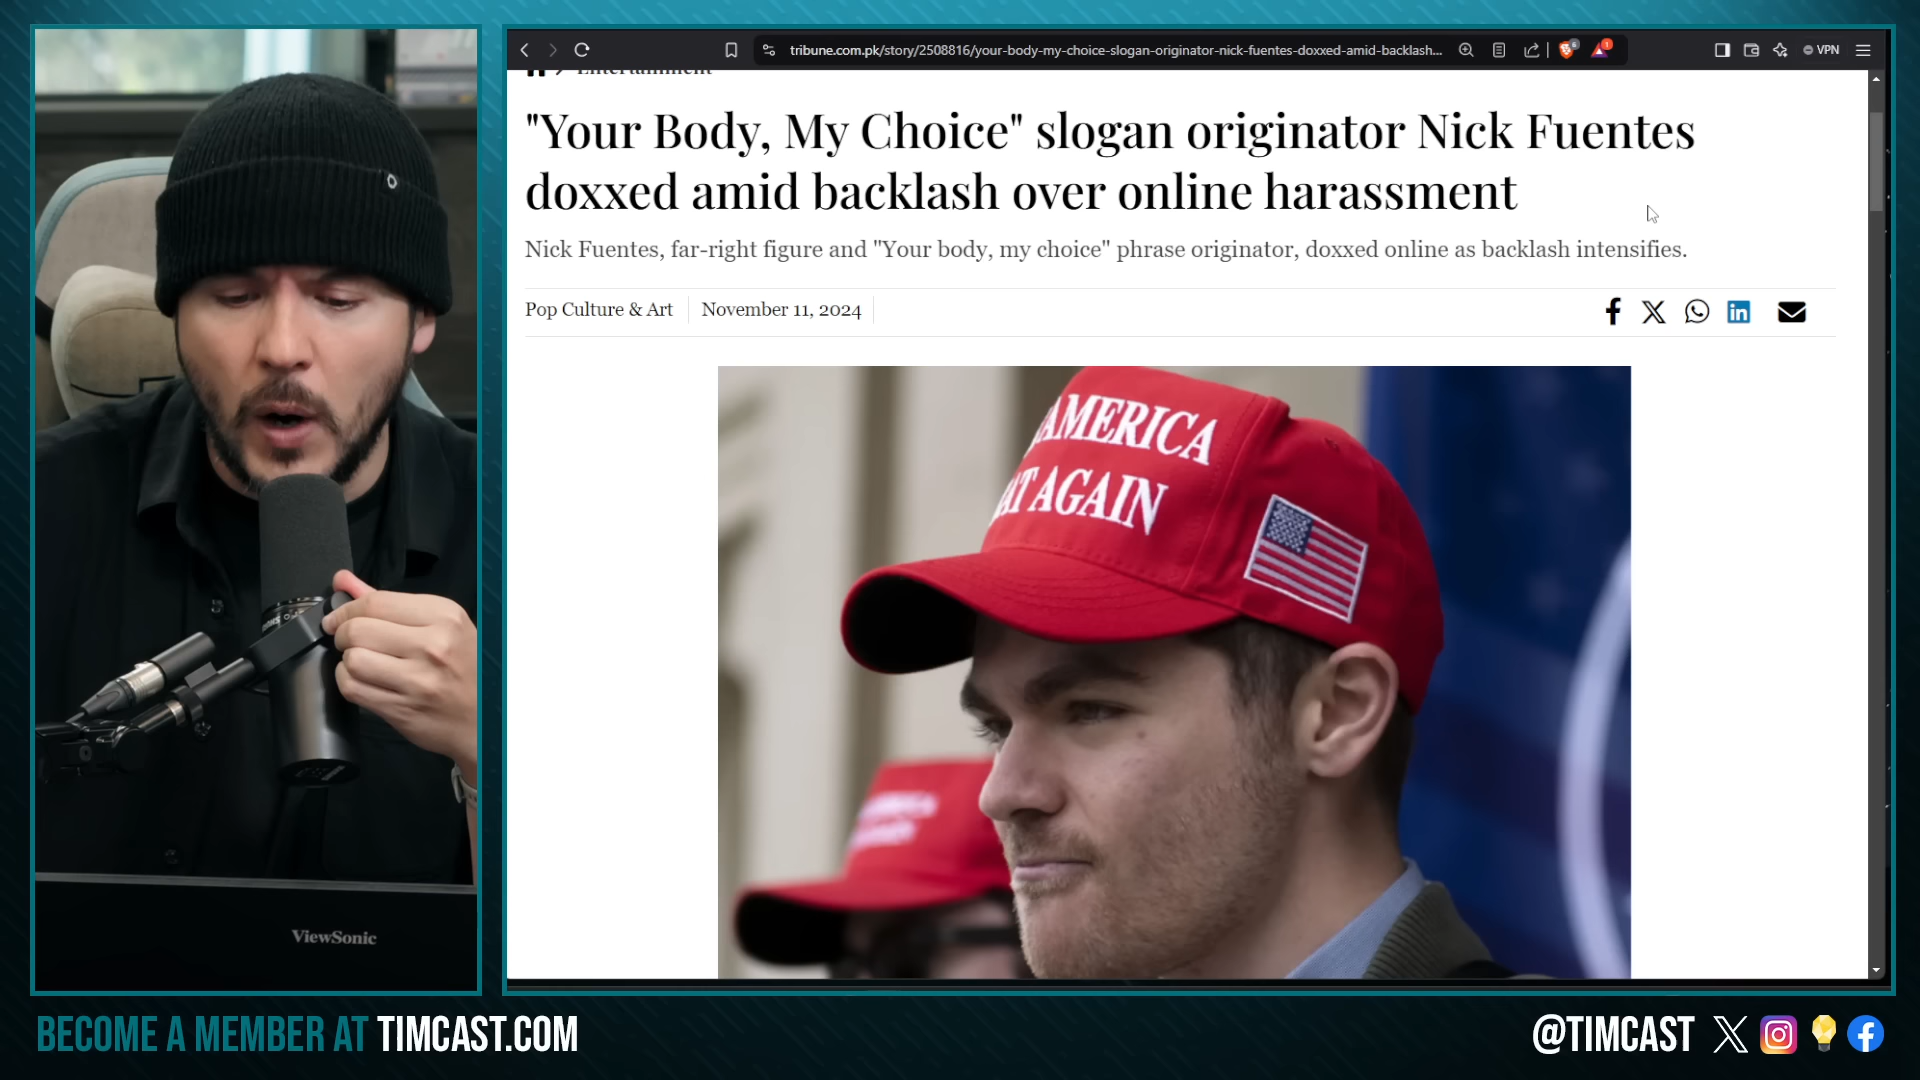 tribune.com.pk/story/2508816/your-body-my-choice-slogan-originator-nick-fuentes-doxxed-amid-backlash...
VPN
Entertainment
"Your Body, My Choice" slogan originator Nick Fuentes
doxxed amid backlash over online harassment
Nick Fuentes, far-right figure and "Your body, my choice" phrase originator, doxxed online as backlash intensifies.
Pop Culture & Art
November 11, 2024
AMERICA
AT AGAIN
ViewSonic
BECOME A MEMBER AT TIMCAST.COM
@TIMCAST